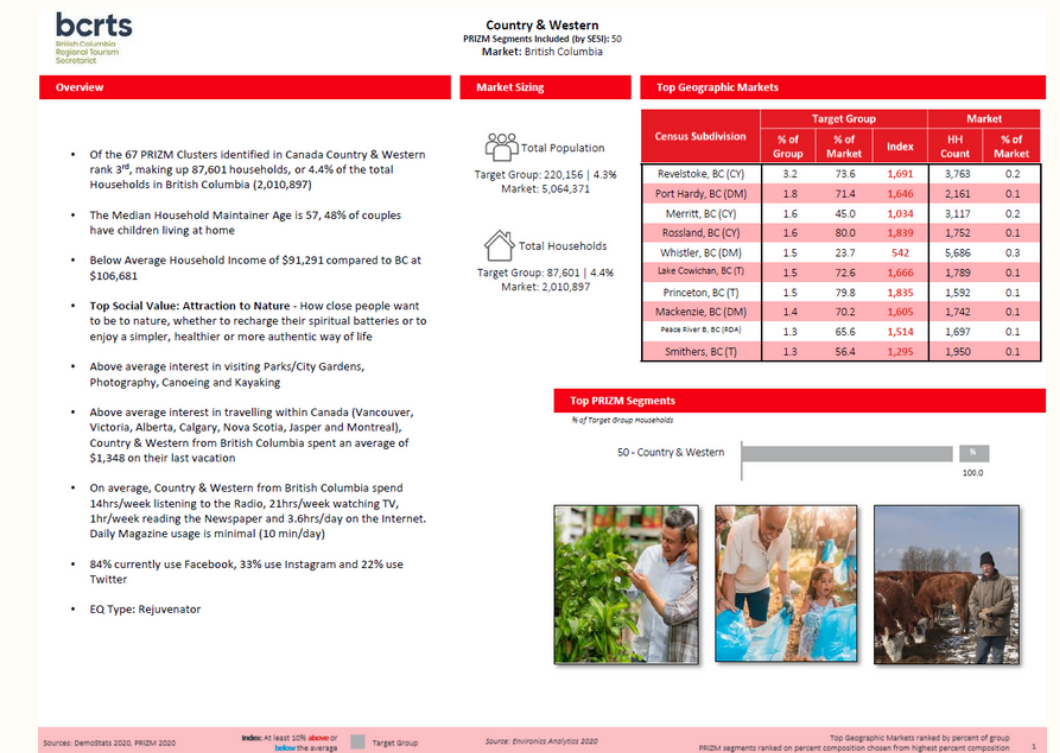 bcrts
British Columbia
Regional Tourism
Secretariat
Country & Western
PRIZM Segments Included (by SESI): 50
Market: British Columbia
Overview
• Of the 67 PRIZM Clusters identified in Canada Country & Western
rank 3rd, making up 87,601 households, or 4.4% of the total
Households in British Columbia (2,010,897)
• The Median Household Maintainer Age is 57, 48% of couples
have children living at home
• Below Average Household Income of $91,291 compared to BC at
$106,681
• Top Social Value: Attraction to Nature - How close people want
to be to nature, whether to recharge their spiritual batteries or to
enjoy a simpler, healthier or more authentic way of life
• Above average interest in visiting Parks/City Gardens,
Photography, Canoeing and Kayaking
• Above average interest in travelling within Canada (Vancouver,
Victoria, Alberta, Calgary, Nova Scotia, Jasper and Montreal),
Country & Western from British Columbia spent an average of
$1,348 on their last vacation
• On average, Country & Western from British Columbia spend
14hrs/week listening to the Radio, 21hrs/week watching TV,
1hr/week reading the Newspaper and 3.6hrs/day on the Internet.
Daily Magazine usage is minimal (10 min/day)
• 84% currently use Facebook, 33% use Instagram and 22% use
Twitter
• EQ Type: Rejuvenator
Market Sizing
Total Population
Target Group: 220,156 | 4.3%
Market: 5,064,371
Total Households
Target Group: 87,601 | 4.4%
Market: 2,010,897
Top Geographic Markets
Target Group Market
Census Subdivision % of Group % of Market Index HH Count % of Market
Revelstoke, BC (CY) 3.2 73.6 1,691 3,763 0.2
Port Hardy, BC (DM) 1.8 71.4 1,646 2,161 0.1
Merritt, BC (CY) 1.6 45.0 1,034 3,117 0.2
Rossland, BC (CY) 1.6 80.0 1,839 1,752 0.1
Whistler, BC (DM) 1.5 23.7 542 5,686 0.3
Lake Cowichan, BC (T) 1.5 72.6 1,666 1,789 0.1
Princeton, BC (T) 1.5 79.8 1,835 1,592 0.1
Mackenzie, BC (DM) 1.4 70.2 1,605 1,742 0.1
Peace River B, BC (RDA) 1.3 65.6 1,514 1,697 0.1
Smithers, BC (T) 1.3 56.4 1,295 1,950 0.1
Top PRIZM Segments
% of Target Group Households
50 - Country & Western
%
100.0
Sources: DemoStats 2020, PRIZM 2020
Index: At least 10% above or
below the average
Target Group
Source: Environics Analytics 2020
Top Geographic Markets ranked by percent of group
PRIZM segments ranked on percent composition chosen from highest percent composition
1